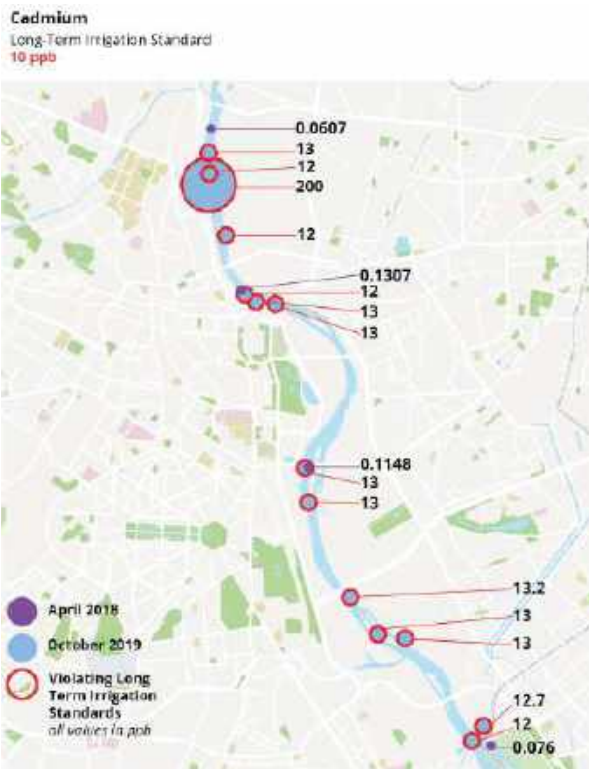 Cadmium
Long-Term Irrigation Standard
10 ppb
0.0607
13
12
200
12
0.1307
12
13
13
0.1148
13
13
13.2
13
13
12.7
12
0.076
April 2018
October 2019
Violating Long
Term Irrigation
Standards
all values in ppb